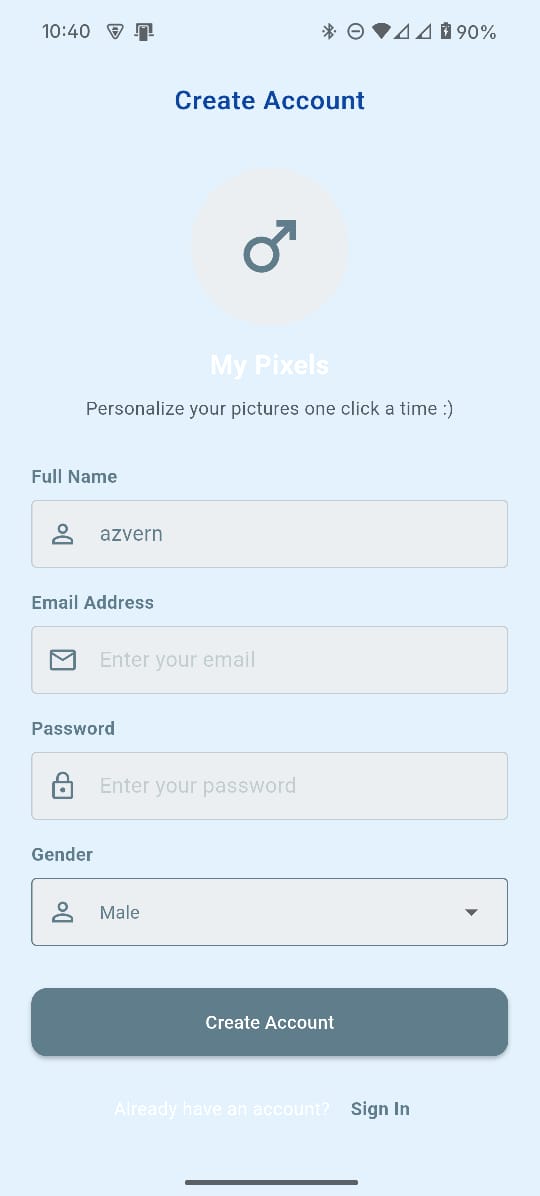 10:40
90%
Create Account
My Pixels
Personalize your pictures one click a time :)
Full Name
azvern
Email Address
Enter your email
Password
Enter your password
Gender
Male
Create Account
Already have an account? Sign In